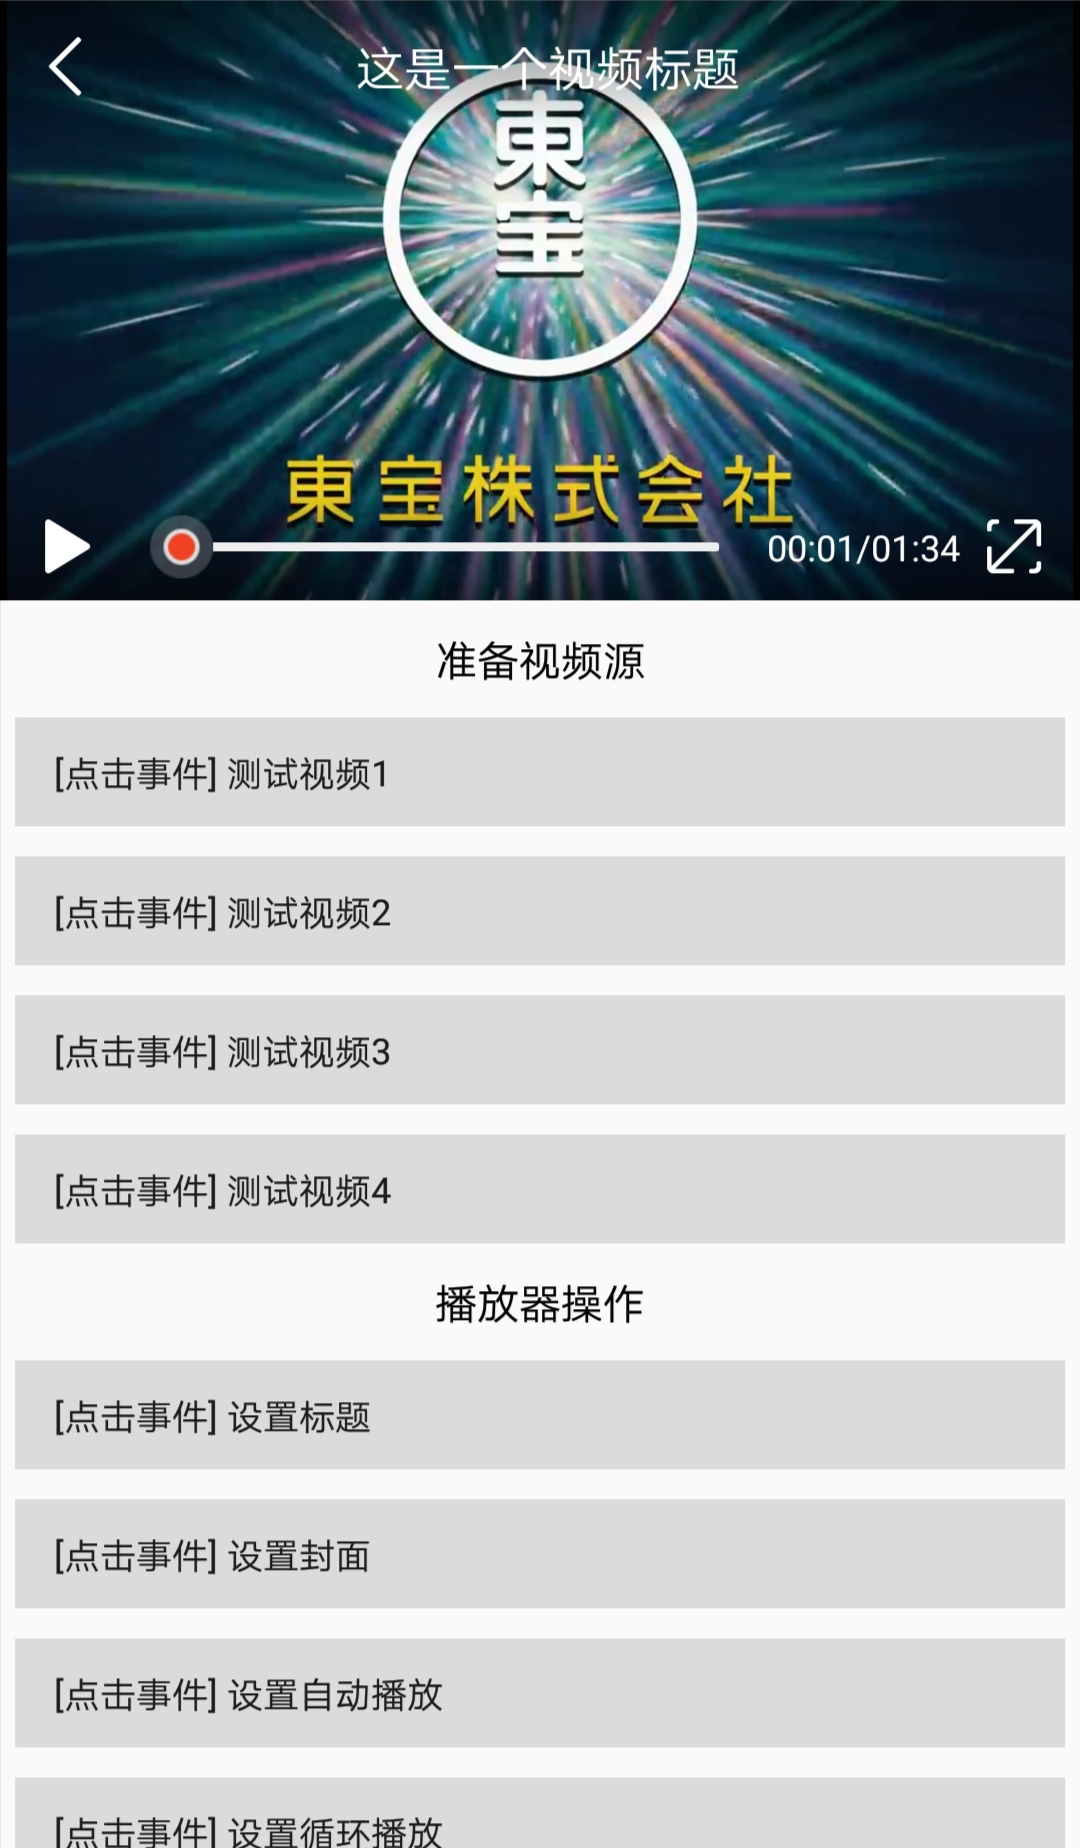 这是一个视频标题
東
宝
東宝株式会社
00:01/01:34
准备视频源
[点击事件] 测试视频1
[点击事件] 测试视频2
[点击事件] 测试视频3
[点击事件] 测试视频4
播放器操作
[点击事件] 设置标题
[点击事件] 设置封面
[点击事件] 设置自动播放
[点击事件] 设置循环播放